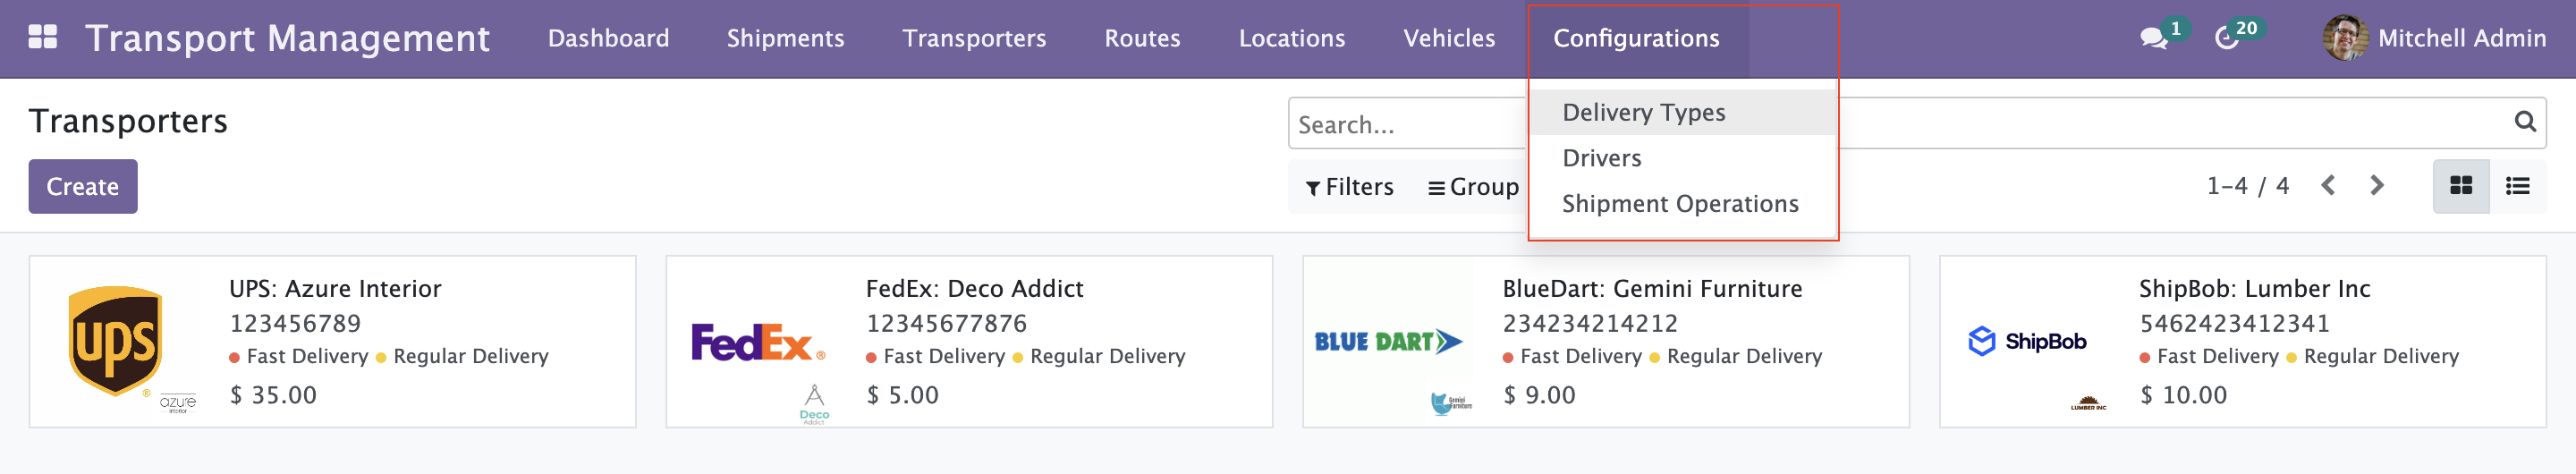 Transport Management Dashboard Shipments Transporters Routes Locations Vehicles Configurations 1 20 Mitchell Admin
Transporters
Search...
Delivery Types
Drivers
Shipment Operations
Create
Filters Group
1-4 / 4
ups
azure
interior
UPS: Azure Interior
123456789
Fast Delivery Regular Delivery
$ 35.00
FedEx®
Deco
Addict
FedEx: Deco Addict
12345677876
Fast Delivery Regular Delivery
$ 5.00
BLUE DART
Gemini
Furniture
BlueDart: Gemini Furniture
234234214212
Fast Delivery Regular Delivery
$ 9.00
ShipBob
LUMBER INC
ShipBob: Lumber Inc
5462423412341
Fast Delivery Regular Delivery
$ 10.00